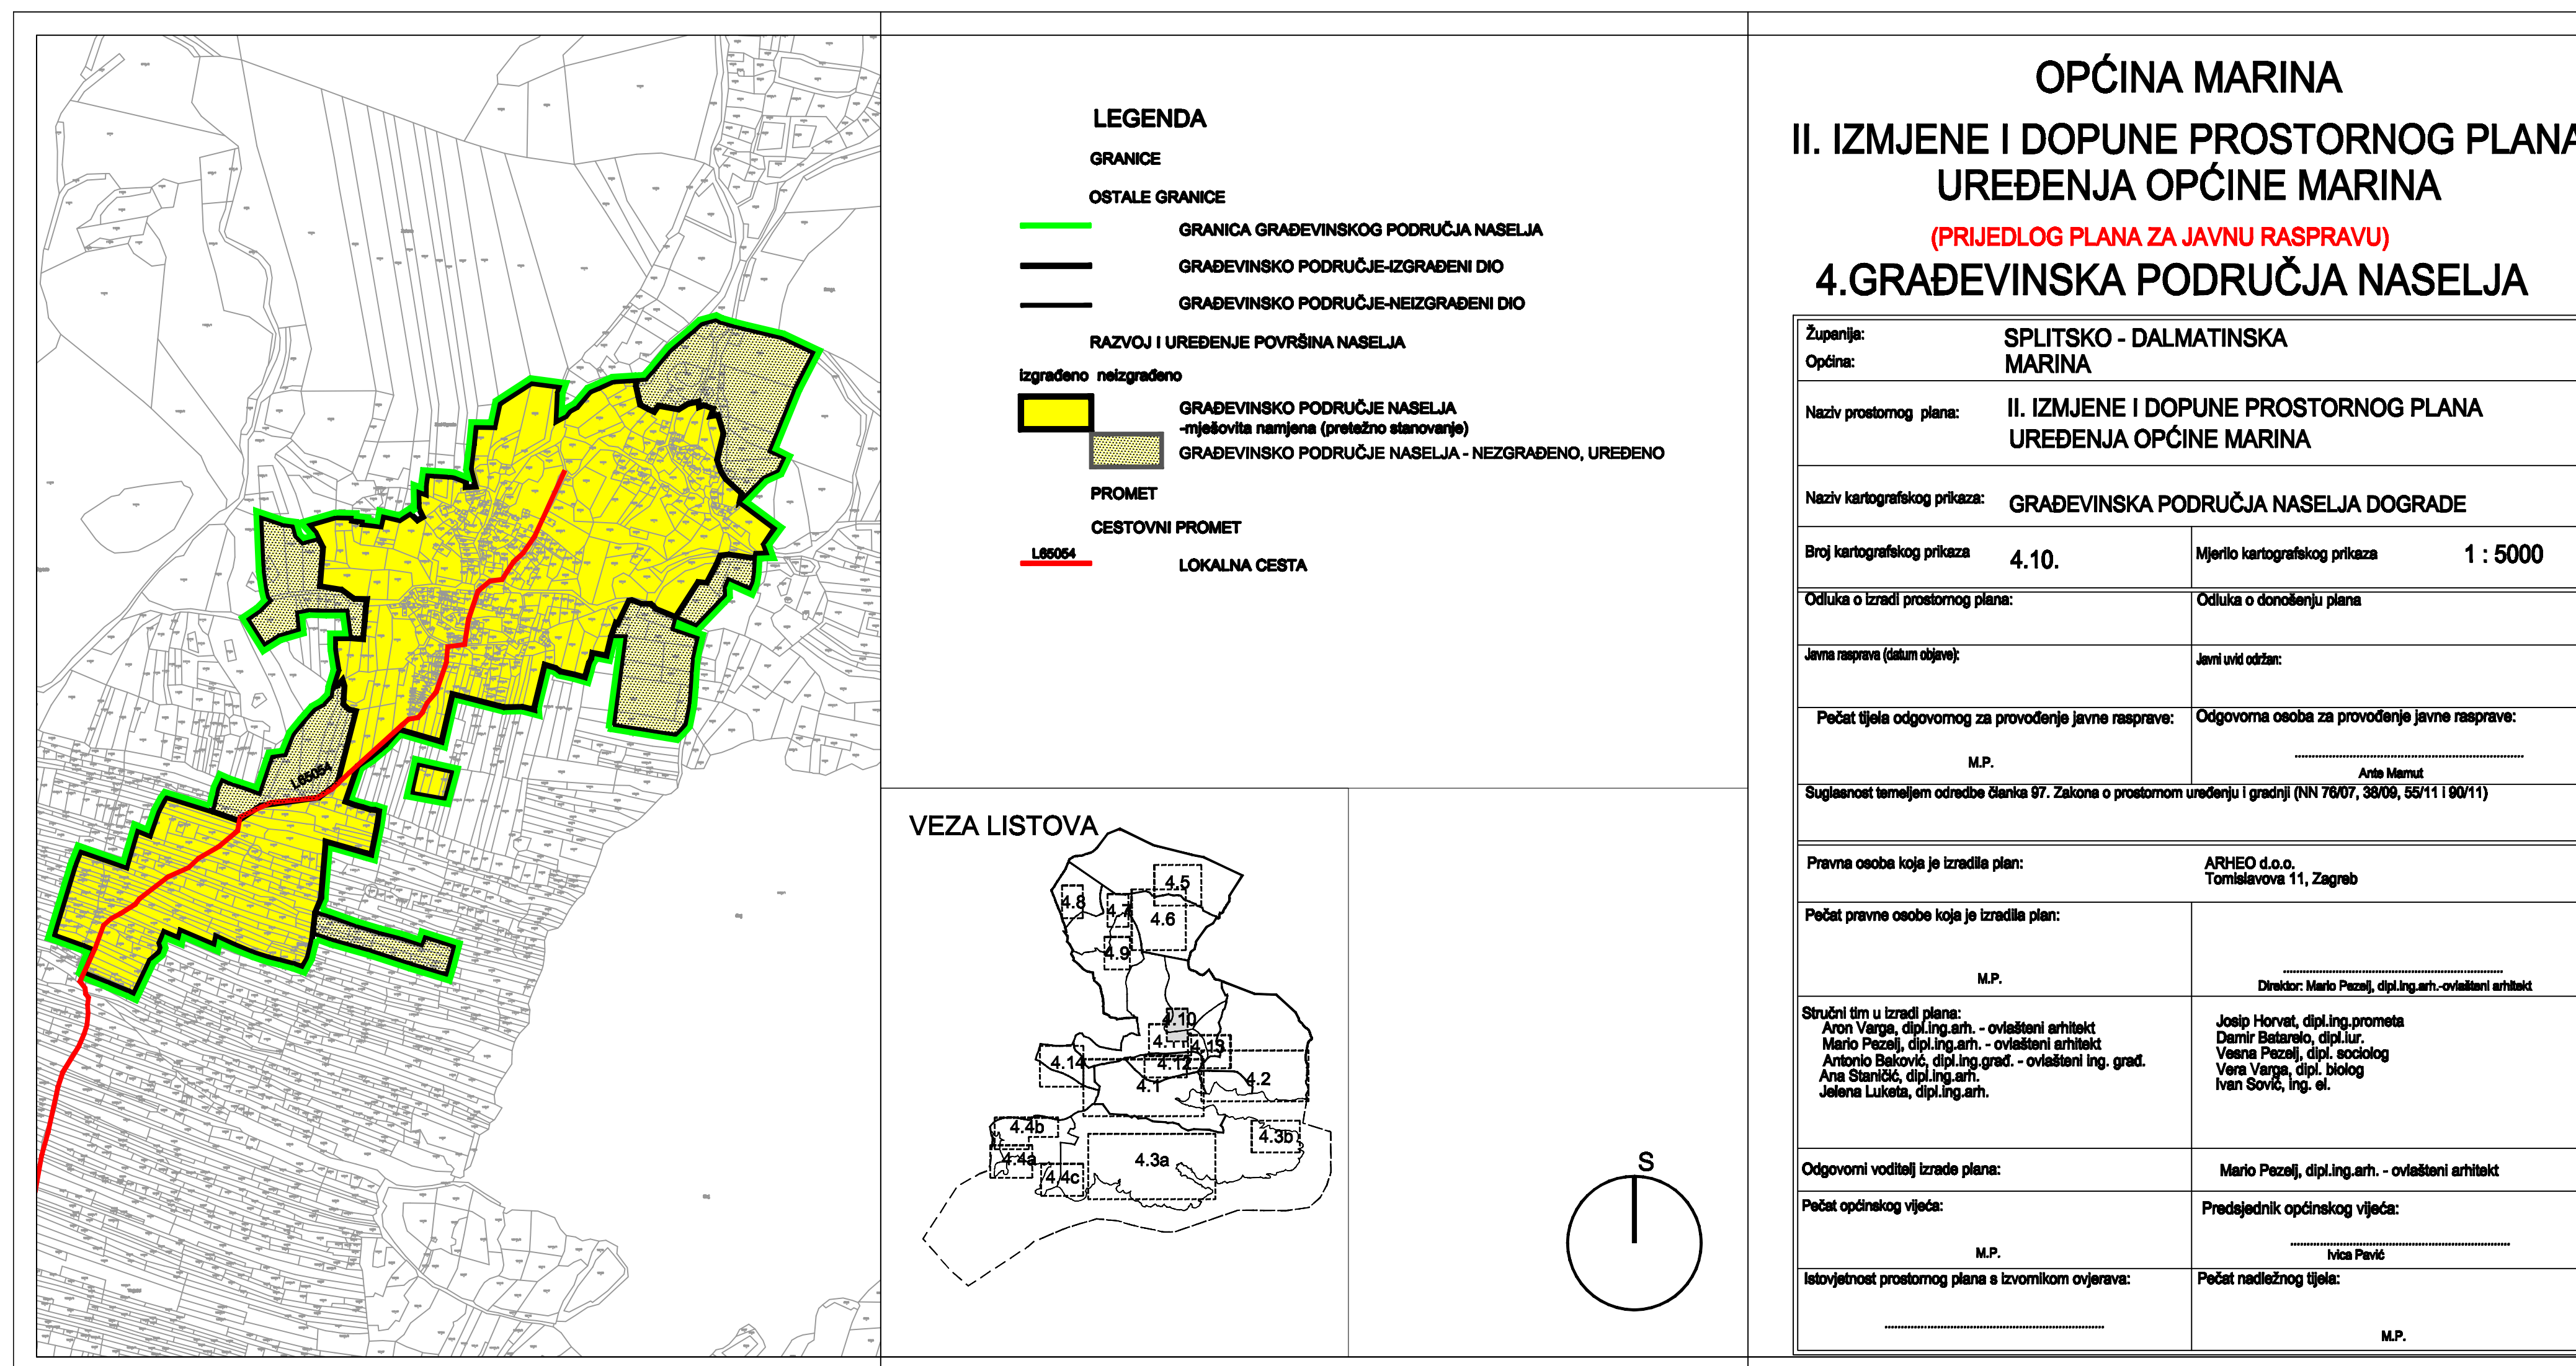 L65054
LEGENDA
GRANICE
OSTALE GRANICE
GRANICA GRAĐEVINSKOG PODRUČJA NASELJA
GRAĐEVINSKO PODRUČJE-IZGRAĐENI DIO
GRAĐEVINSKO PODRUČJE-NEIZGRAĐENI DIO
RAZVOJ I UREĐENJE POVRŠINA NASELJA
izgrađeno neizgrađeno
GRAĐEVINSKO PODRUČJE NASELJA
-mješovita namjena (pretežno stanovanje)
GRAĐEVINSKO PODRUČJE NASELJA - NEZGRAĐENO, UREĐENO
PROMET
CESTOVNI PROMET
L65054
LOKALNA CESTA
VEZA LISTOVA
4.5
4.8
4.7
4.6
4.9
4.10
4.11
4.13
4.14
4.12
4.1
4.2
4.4b
4.3b
4.4a
4.3a
4.4c
S
OPĆINA MARINA
II. IZMJENE I DOPUNE PROSTORNOG PLANA
UREĐENJA OPĆINE MARINA
(PRIJEDLOG PLANA ZA JAVNU RASPRAVU)
4.GRAĐEVINSKA PODRUČJA NASELJA
Županija: SPLITSKO - DALMATINSKA
Općina: MARINA
Naziv prostornog plana: II. IZMJENE I DOPUNE PROSTORNOG PLANA
UREĐENJA OPĆINE MARINA
Naziv kartografskog prikaza: GRAĐEVINSKA PODRUČJA NASELJA DOGRADE
Broj kartografskog prikaza 4.10. Mjerilo kartografskog prikaza 1 : 5000
Odluka o izradi prostornog plana: Odluka o donošenju plana
Javna rasprava (datum objave): Javni uvid održan:
Pečat tijela odgovornog za provođenje javne rasprave: Odgovorna osoba za provođenje javne rasprave:
M.P.
Ante Mamut
Suglasnost temeljem odredbe članka 97. Zakona o prostornom uređenju i gradnji (NN 76/07, 38/09, 55/11 i 90/11)
Pravna osoba koja je izradila plan: ARHEO d.o.o.
Tomislavova 11, Zagreb
Pečat pravne osobe koja je izradila plan:
M.P.
Direktor: Mario Pezelj, dipl.ing.arh.-ovlašteni arhitekt
Stručni tim u izradi plana:
Aron Varga, dipl.ing.arh. - ovlašteni arhitekt
Mario Pezelj, dipl.ing.arh. - ovlašteni arhitekt
Antonio Baković, dipl.ing.građ. - ovlašteni ing. građ.
Ana Staničić, dipl.ing.arh.
Jelena Luketa, dipl.ing.arh.
Josip Horvat, dipl.ing.prometa
Damir Batarelo, dipl.iur.
Vesna Pezelj, dipl. sociolog
Vera Varga, dipl. biolog
Ivan Sović, ing. el.
Odgovorni voditelj izrade plana: Mario Pezelj, dipl.ing.arh. - ovlašteni arhitekt
Pečat općinskog vijeća: Predsjednik općinskog vijeća:
M.P.
Ivica Pavić
Istovjetnost prostornog plana s izvornikom ovjerava: Pečat nadležnog tijela:
M.P.